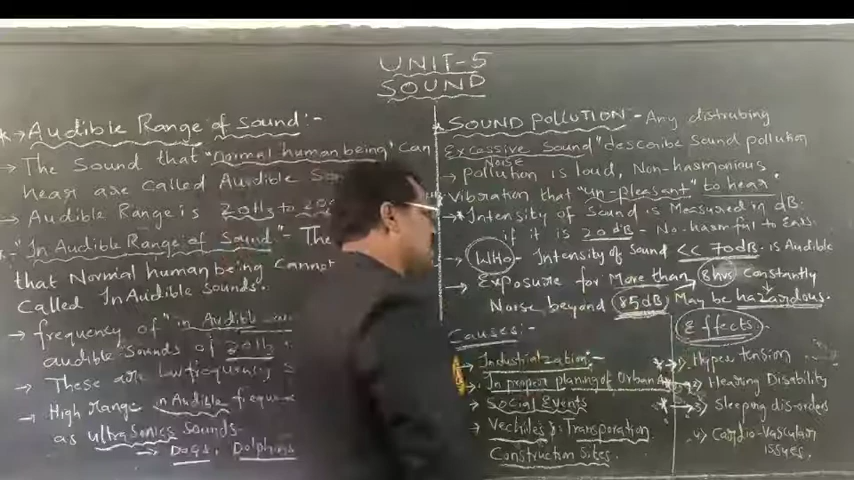 UNIT-5
SOUND
* → Audible Range of Sound :-
→ The Sound that "normal human being" can
hear are called Audible
→ Audible Range is 20Hz to
"In Audible Range of Sound" - The
that Normal human being
Called InAudible Sounds.
→ frequency of "in Audible
audible Sounds of 20Hz
→ These are low frequency
→ High Range in Audible
as ultraSonics Sounds-
→ Dogs, Dolphins
SOUND POLLUTION - Any distrubing
Excassive Sound" describe Sound pollution
Noise
→ pollution is loud, Non-harmonious
Vibration that "un-pleasant" to hear.
* Intensity of Sound is Measured in dB.
if it is 20dB - No-harmful to Ears
→ WHO - Intensity of Sound << 70dB is Audible
→ Exposure for More than → 8hrs Constantly
Noise beyond 85dB May be hazardous.
Causes :-
→ Industrialization:-
→ In proper planing of Urban
→ Social Events
→ Vechiles & Transporation
Construction Sites.
Effects
→ i) Hyper tension
→ ii) Hearing Disability
→ Sleeping dis-orders
Cardio-Vascular
issues.